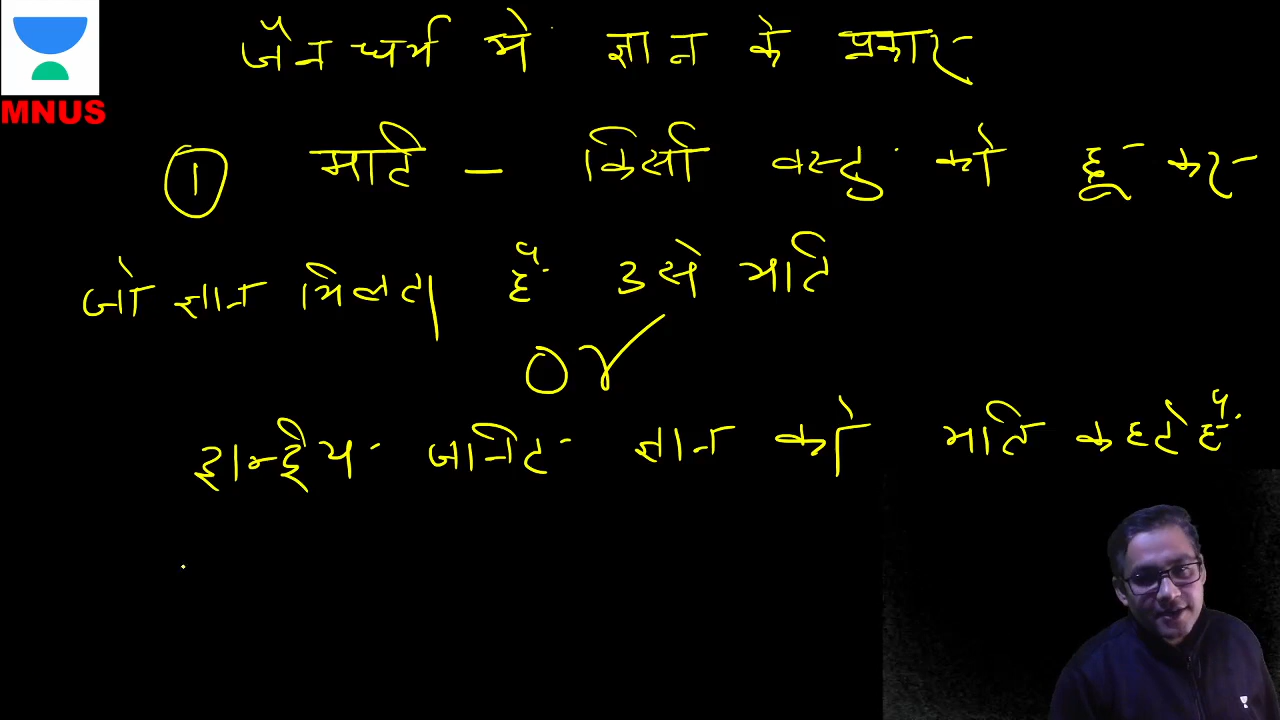 MNUS
जैन धर्म में ज्ञान के प्रकार
① मति - किसी वस्तु को छू कर
जो ज्ञान मिलता हैं उसे मति
or
इन्द्रीय जनित ज्ञान को मति कहते हैं